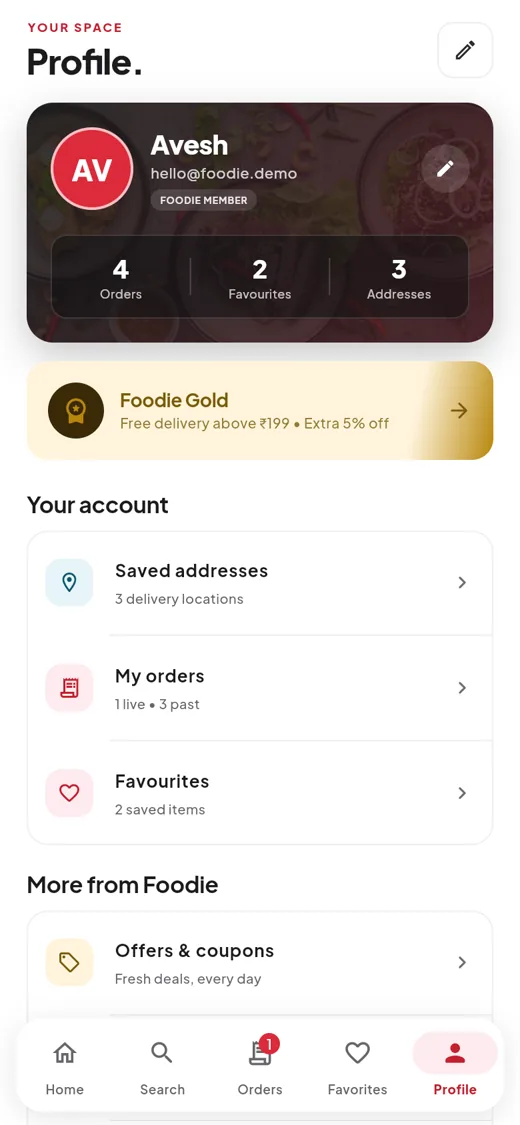 YOUR SPACE
Profile.
AV
Avesh
hello@foodie.demo
FOODIE MEMBER
4
Orders
2
Favourites
3
Addresses
Foodie Gold
Free delivery above ₹199 • Extra 5% off
Your account
Saved addresses
3 delivery locations
My orders
1 live • 3 past
Favourites
2 saved items
More from Foodie
Offers & coupons
Fresh deals, every day
1
Home
Search
Orders
Favorites
Profile